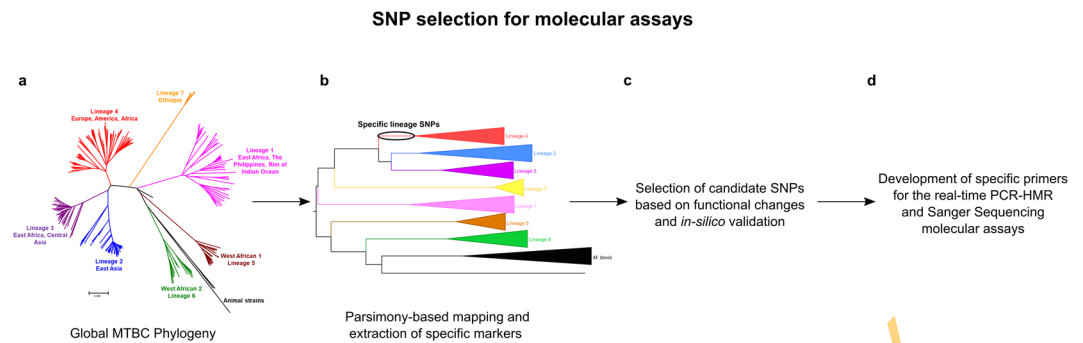 SNP selection for molecular assays
a
Lineage 7
Ethiopia
Lineage 4
Europe, America, Africa
Lineage 1
East Africa, The
Philippines, Rim of
Indian Ocean
Lineage 3
East Africa, Central
Asia
Lineage 2
East Asia
West African 1
Lineage 5
West African 2
Lineage 6
Animal strains
Global MTBC Phylogeny
b
Specific lineage SNPs
Lineage 4
Lineage 2
Lineage 3
Lineage 7
Lineage 1
Lineage 5
Lineage 6
M. bovis
Parsimony-based mapping and
extraction of specific markers
c
Selection of candidate SNPs
based on functional changes
and in-silico validation
d
Development of specific primers
for the real-time PCR-HMR
and Sanger Sequencing
molecular assays